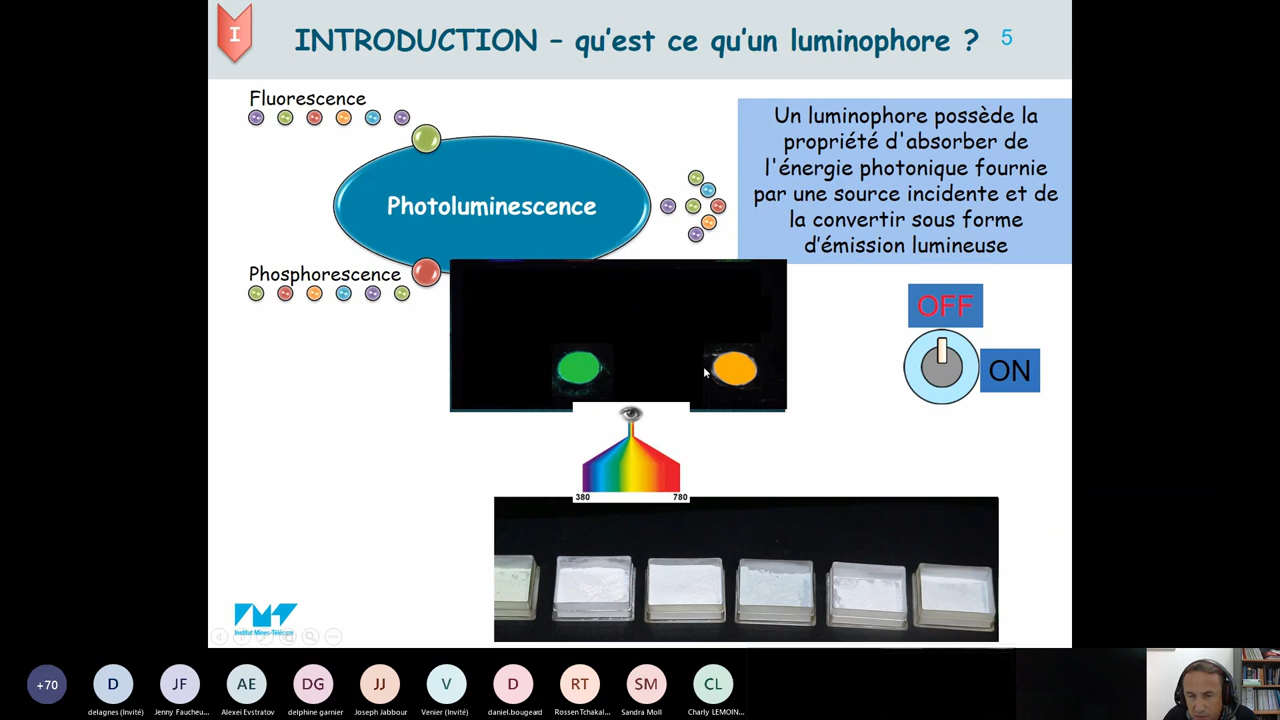 I
INTRODUCTION – qu'est ce qu'un luminophore ?
5
Fluorescence
Photoluminescence
Phosphorescence
Un luminophore possède la
propriété d'absorber de
l'énergie photonique fournie
par une source incidente et de
la convertir sous forme
d'émission lumineuse
OFF
ON
380
780
Institut Mines-Télécom
+70
D
JF
AE
DG
JJ
V
D
RT
SM
CL
delagnes (Invité)
Jenny Faucheu...
Alexei Evstratov
delphine garnier
Joseph Jabbour
Venier (Invité)
daniel.bougeard
Rossen Tchakal...
Sandra Moll
Charly LEMOIN...